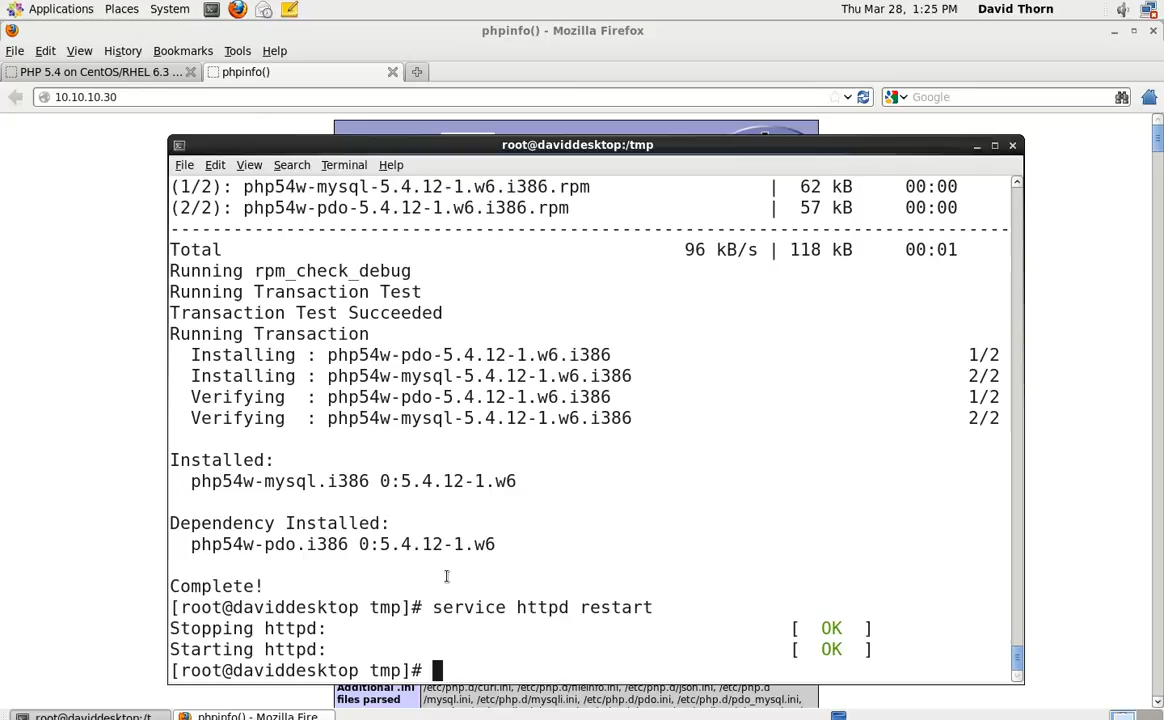 Applications Places System Thu Mar 28, 1:25 PM David Thorn
phpinfo() - Mozilla Firefox
File Edit View History Bookmarks Tools Help
PHP 5.4 on CentOS/RHEL 6.3 ... phpinfo()
10.10.10.30 Google
root@daviddesktop:/tmp
File Edit View Search Terminal Help
(1/2): php54w-mysql-5.4.12-1.w6.i386.rpm | 62 kB 00:00
(2/2): php54w-pdo-5.4.12-1.w6.i386.rpm | 57 kB 00:00
--------------------------------------------------------------------------------
Total 96 kB/s | 118 kB 00:01
Running rpm_check_debug
Running Transaction Test
Transaction Test Succeeded
Running Transaction
Installing : php54w-pdo-5.4.12-1.w6.i386 1/2
Installing : php54w-mysql-5.4.12-1.w6.i386 2/2
Verifying : php54w-pdo-5.4.12-1.w6.i386 1/2
Verifying : php54w-mysql-5.4.12-1.w6.i386 2/2
Installed:
php54w-mysql.i386 0:5.4.12-1.w6
Dependency Installed:
php54w-pdo.i386 0:5.4.12-1.w6
Complete!
[root@daviddesktop tmp]# service httpd restart
Stopping httpd: [ OK ]
Starting httpd: [ OK ]
[root@daviddesktop tmp]#
Additional .ini /etc/php.d/curl.ini, /etc/php.d/fileinfo.ini, /etc/php.d/json.ini, /etc/php.d
files parsed /mysql.ini, /etc/php.d/mysqli.ini, /etc/php.d/pdo.ini, /etc/php.d/pdo_mysql.ini,
root@daviddesktop:/t... phpinfo() - Mozilla Fire...